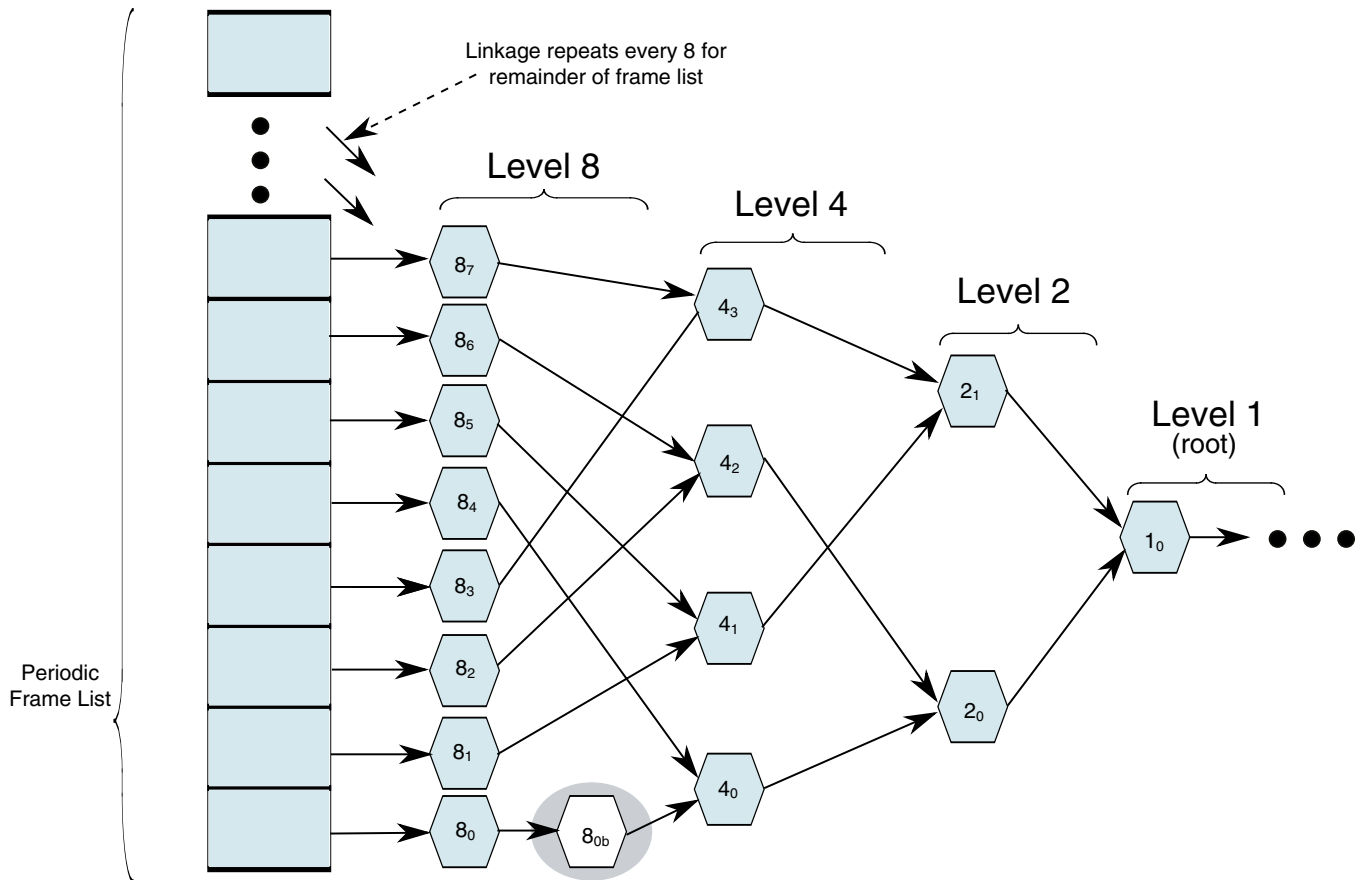 Linkage repeats every 8 for
remainder of frame list
Level 8
Level 4
Level 2
Level 1
(root)
8₇
8₆
8₅
8₄
8₃
8₂
8₁
8₀
8₀b
4₃
4₂
4₁
4₀
2₁
2₀
1₀
Periodic
Frame List